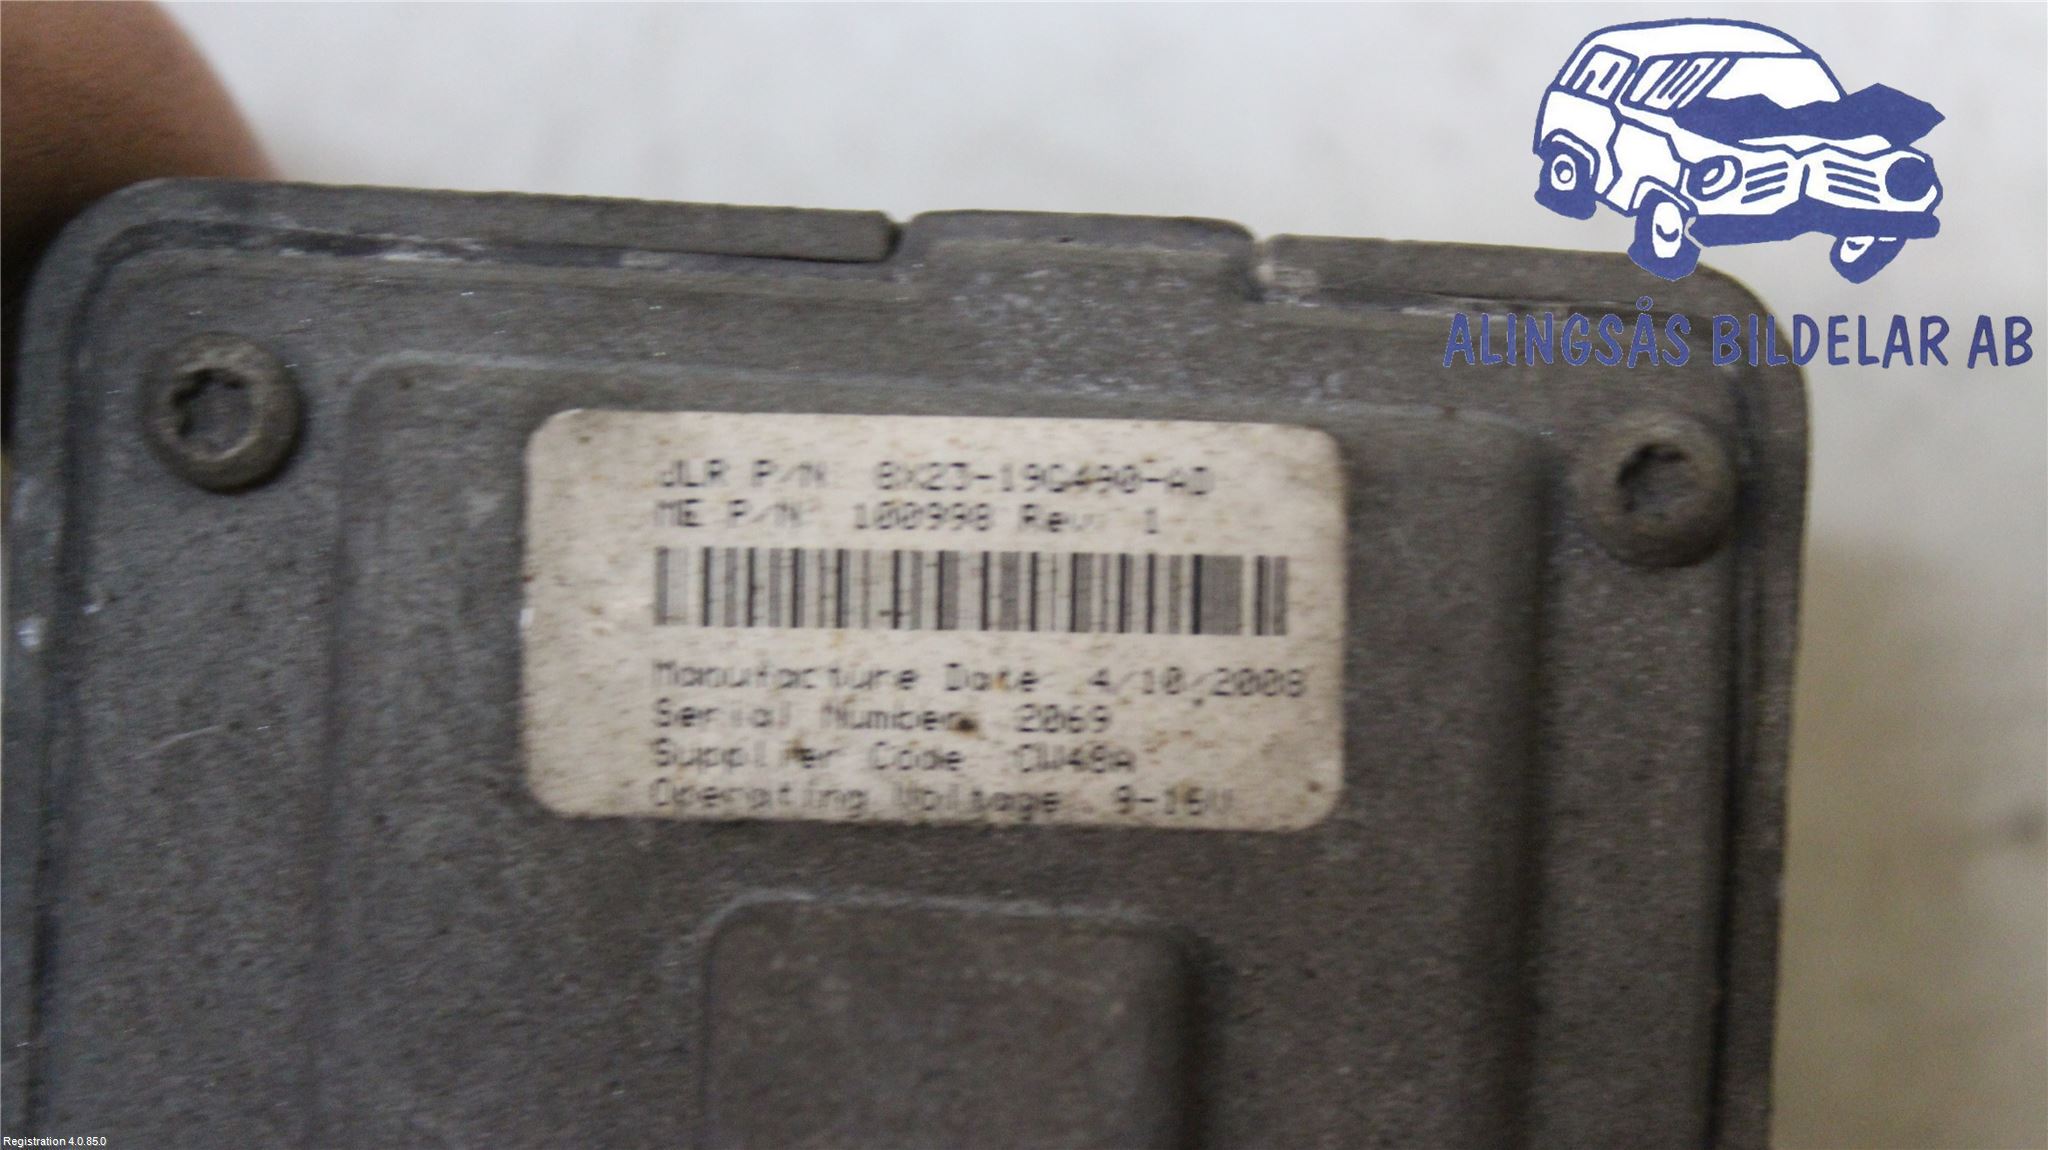 ALINGSÅS BILDELAR AB
JLR P/N: 8X23-19G490-AD
ME P/N: 100998 Rev: 1
Manufacture Date: 4/10/2008
Serial Number: 2069
Supplier Code: CW48A
Operating Voltage: 9-16V
Registration 4.0.85.0